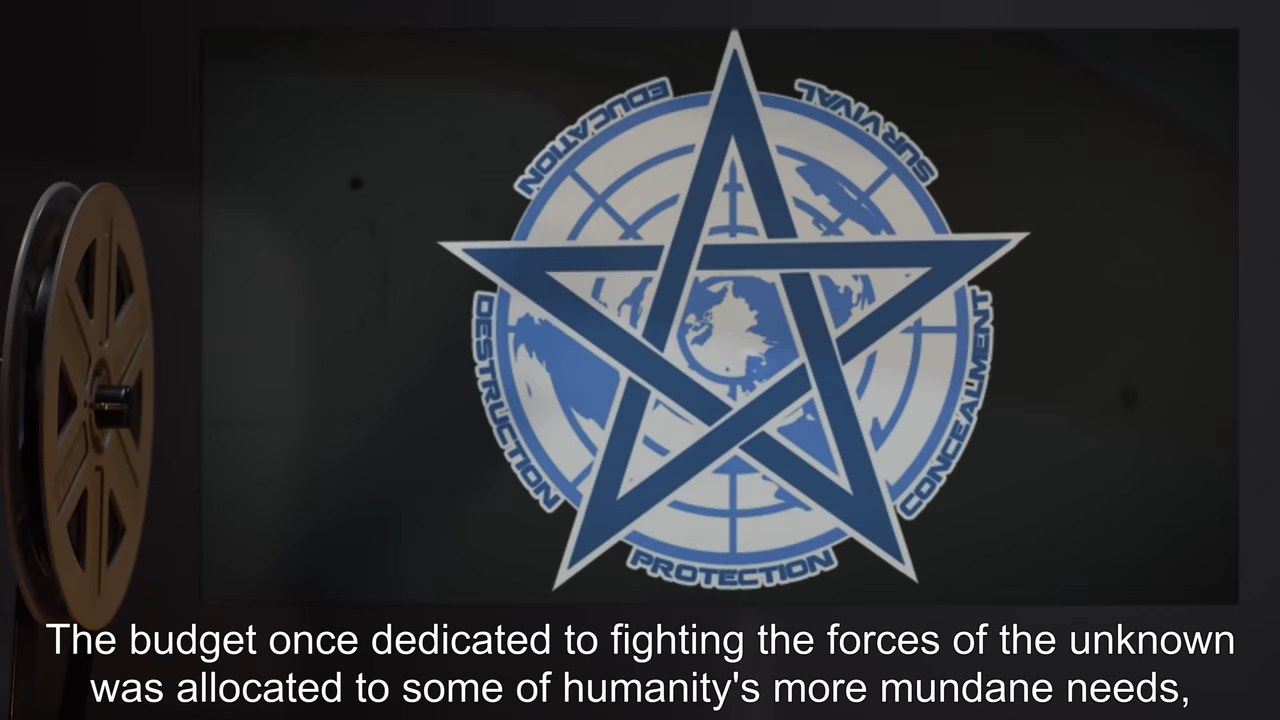 EDUCATION
SURVIVAL
DESTRUCTION
CONCEALMENT
PROTECTION
The budget once dedicated to fighting the forces of the unknown
was allocated to some of humanity's more mundane needs,